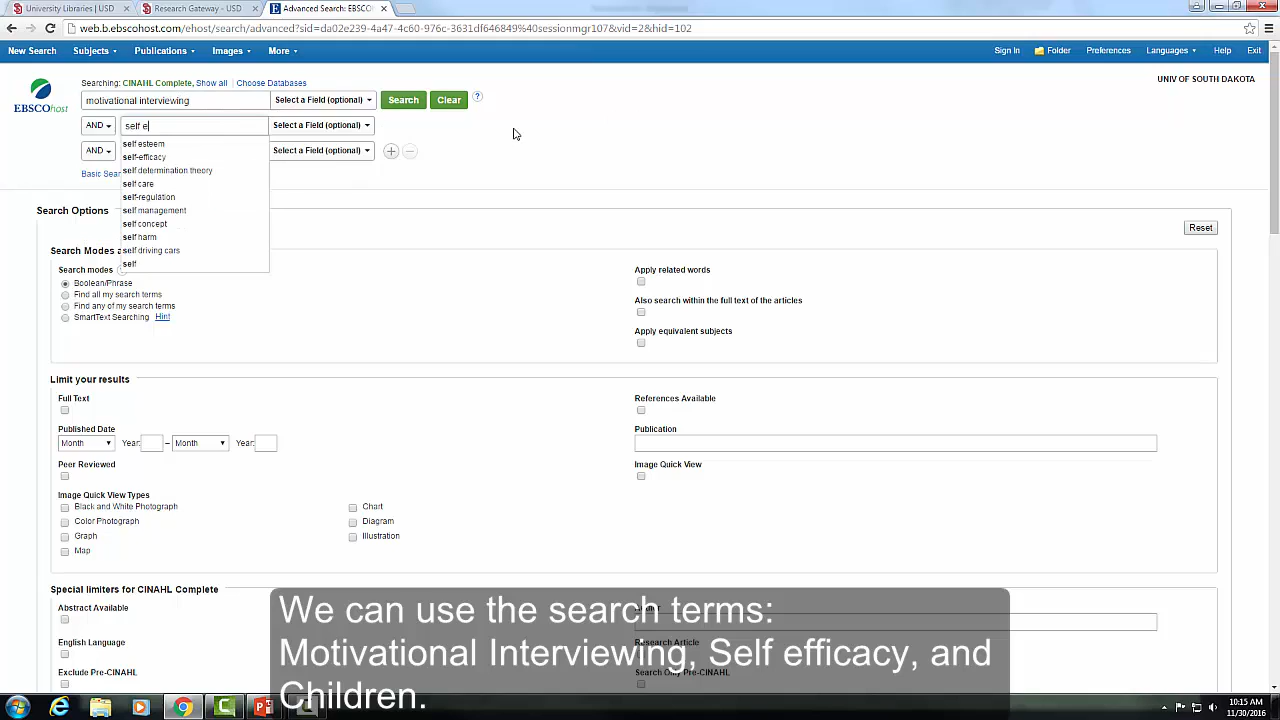 University Libraries | USD
Research Gateway - USD
Advanced Search: EBSCO
web.b.ebscohost.com/ehost/search/advanced?sid=da02e239-4a47-4c60-976c-3631df646849%40sessionmgr107&vid=2&hid=102
New Search Subjects Publications Images More Sign In Folder Preferences Languages Help Exit
UNIV OF SOUTH DAKOTA
EBSCOhost
Searching: CINAHL Complete, Show all | Choose Databases
motivational interviewing Select a Field (optional) Search Clear ?
AND self e Select a Field (optional)
self esteem
AND Select a Field (optional)
self-efficacy
self determination theory
Basic Sear
self care
self-regulation
self management
self concept
self harm
self driving cars
self
Search Options
Reset
Search Modes a
Search modes
Boolean/Phrase
Find all my search terms
Find any of my search terms
SmartText Searching Hint
Apply related words
Also search within the full text of the articles
Apply equivalent subjects
Limit your results
Full Text
References Available
Published Date
Month Year: – Month Year:
Publication
Peer Reviewed
Image Quick View
Image Quick View Types
Black and White Photograph
Chart
Color Photograph
Diagram
Graph
Illustration
Map
Special limiters for CINAHL Complete
Abstract Available
English Language
Research Article
Exclude Pre-CINAHL
Search Only Pre-CINAHL
We can use the search terms:
Motivational Interviewing, Self efficacy, and
Children.
10:15 AM
11/30/2016